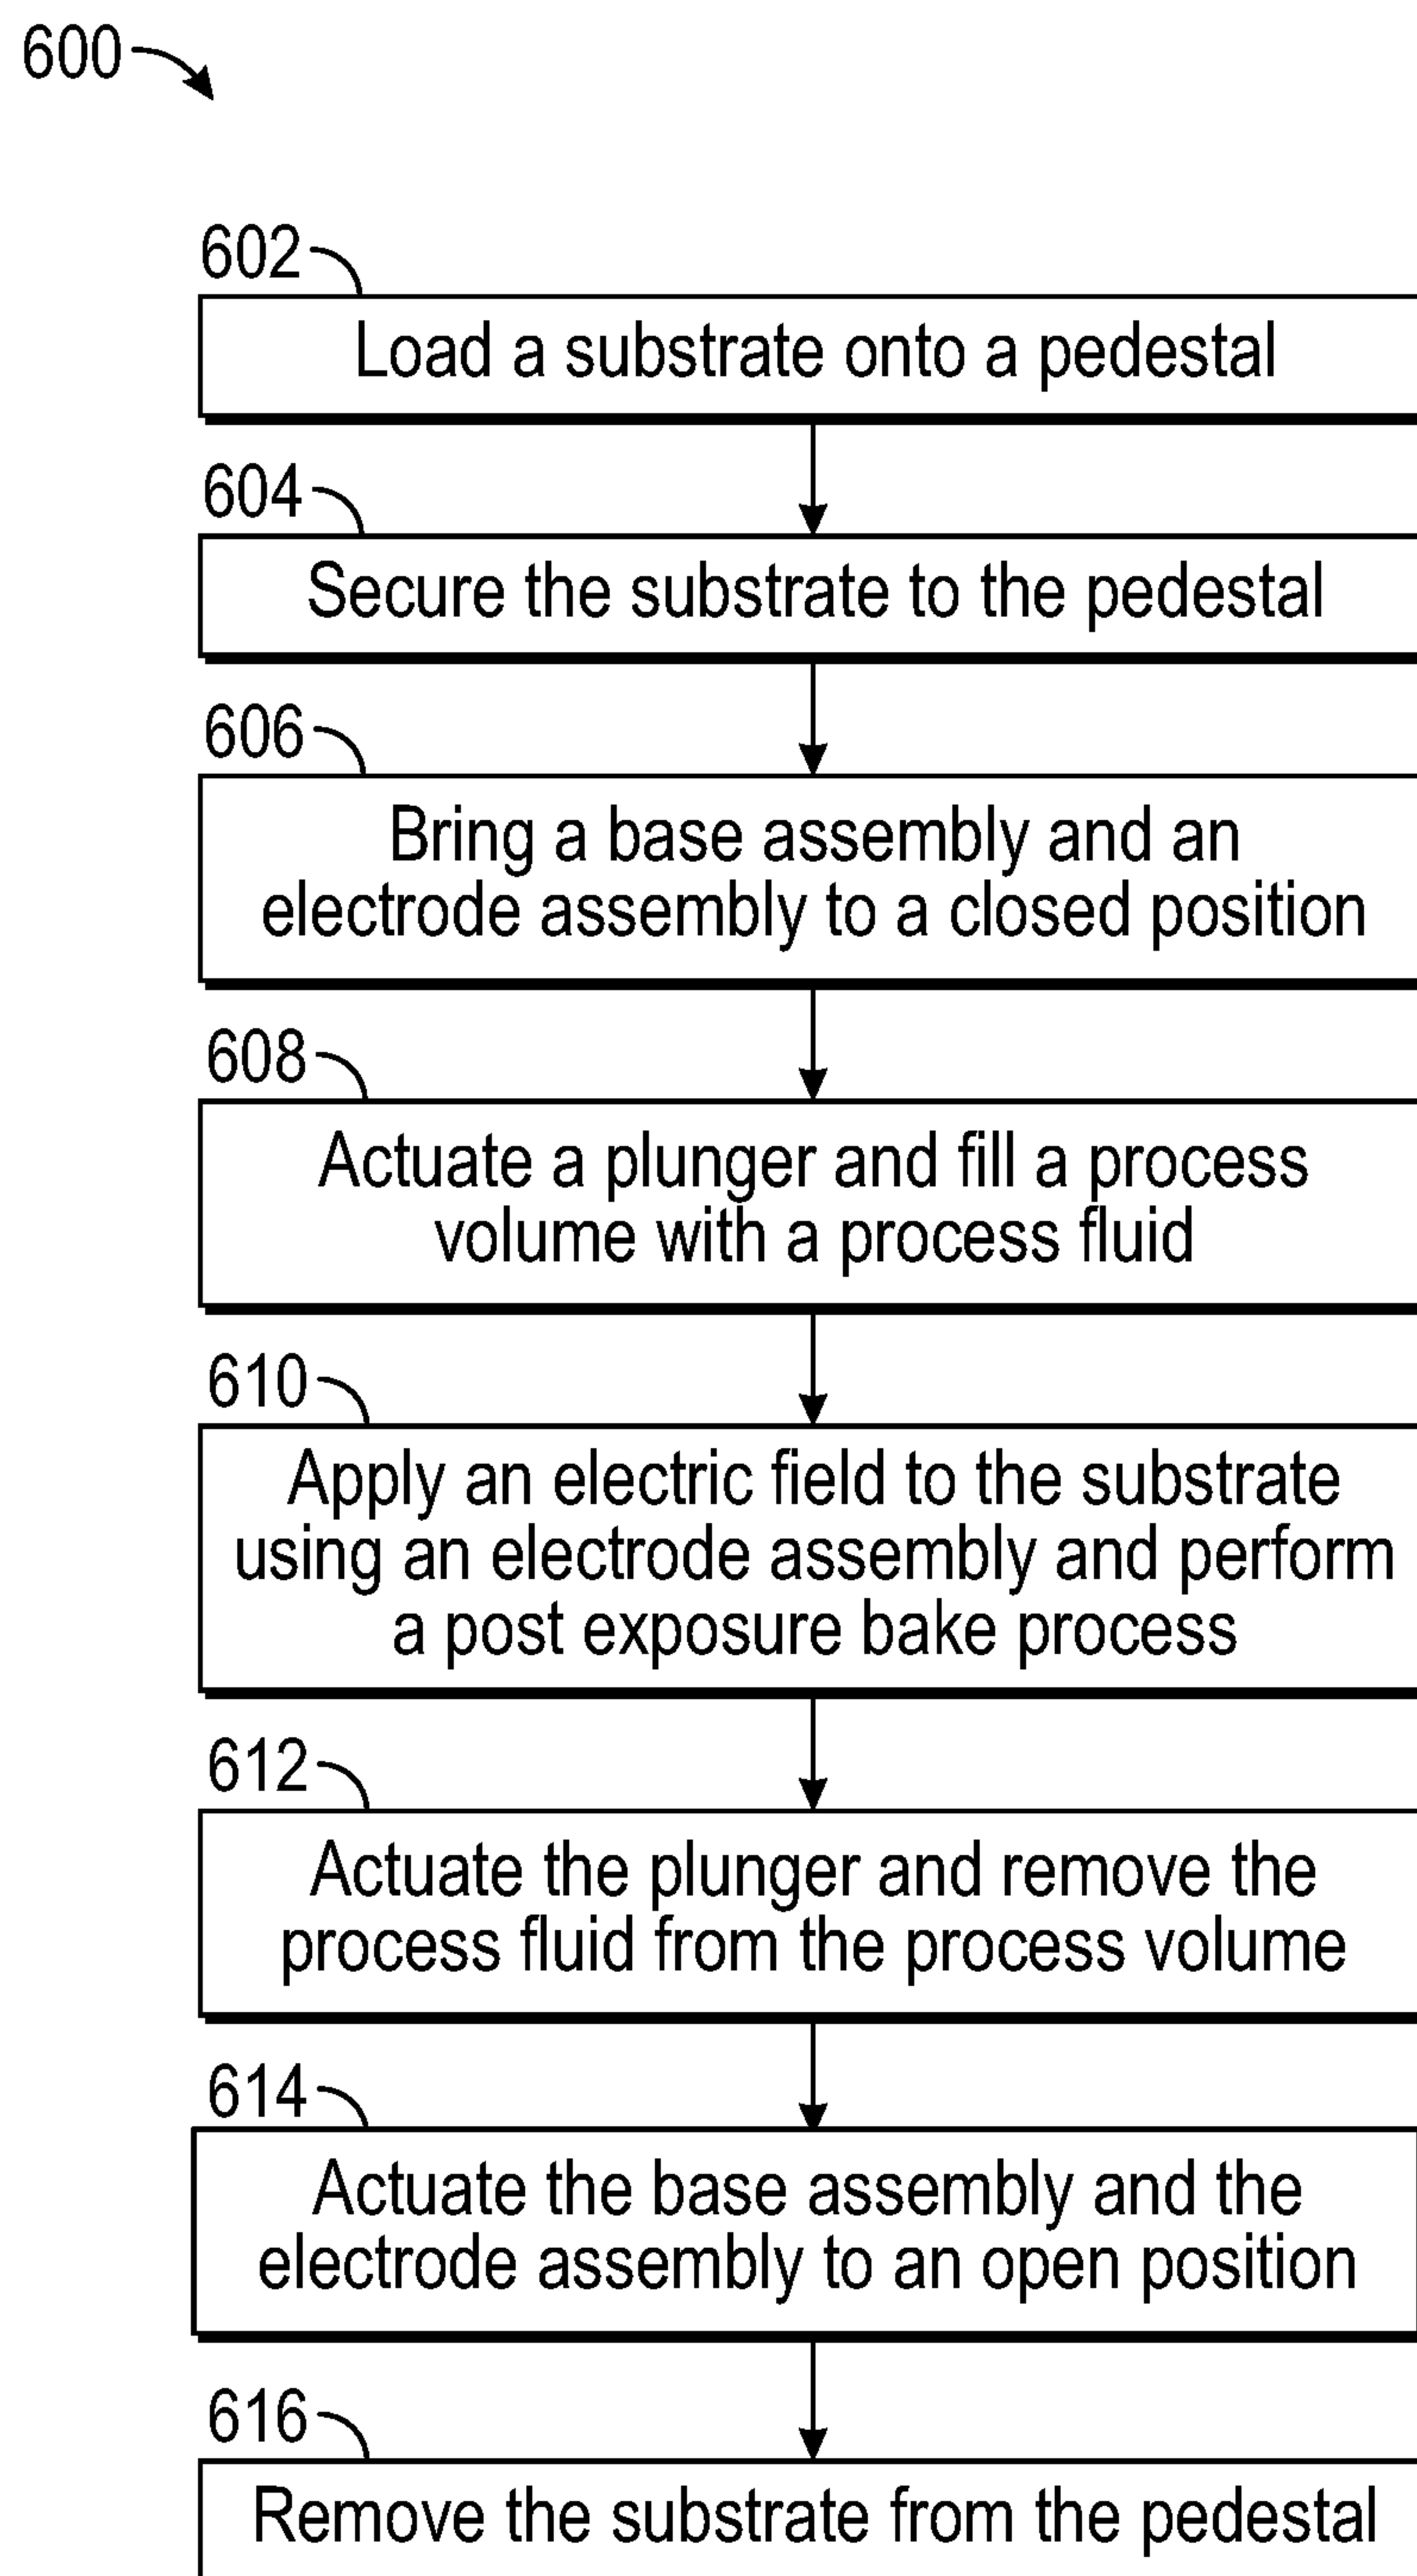 600
602
Load a substrate onto a pedestal
604
Secure the substrate to the pedestal
606
Bring a base assembly and an
electrode assembly to a closed position
608
Actuate a plunger and fill a process
volume with a process fluid
610
Apply an electric field to the substrate
using an electrode assembly and perform
a post exposure bake process
612
Actuate the plunger and remove the
process fluid from the process volume
614
Actuate the base assembly and the
electrode assembly to an open position
616
Remove the substrate from the pedestal